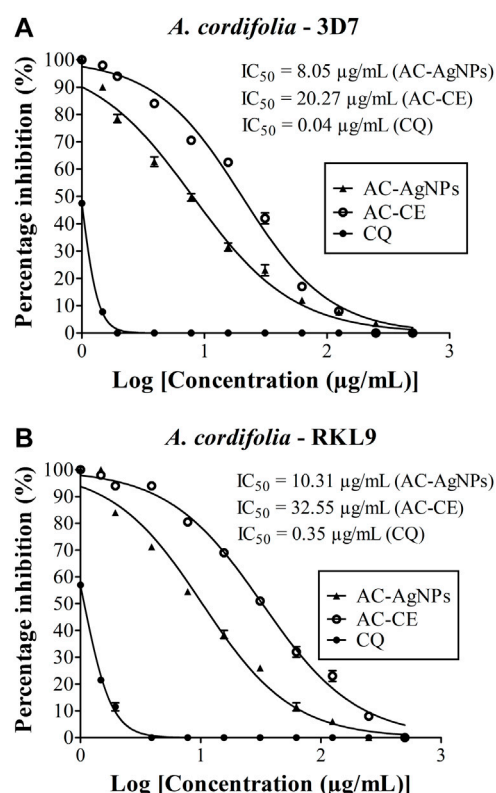 A
A. cordifolia - 3D7
Percentage inhibition (%)
100
90
80
70
60
50
40
30
20
10
0
IC50 = 8.05 µg/mL (AC-AgNPs)
IC50 = 20.27 µg/mL (AC-CE)
IC50 = 0.04 µg/mL (CQ)
AC-AgNPs
AC-CE
CQ
0 1 2 3
Log [Concentration (µg/mL)]
B
A. cordifolia - RKL9
Percentage inhibition (%)
100
90
80
70
60
50
40
30
20
10
0
IC50 = 10.31 µg/mL (AC-AgNPs)
IC50 = 32.55 µg/mL (AC-CE)
IC50 = 0.35 µg/mL (CQ)
AC-AgNPs
AC-CE
CQ
0 1 2 3
Log [Concentration (µg/mL)]